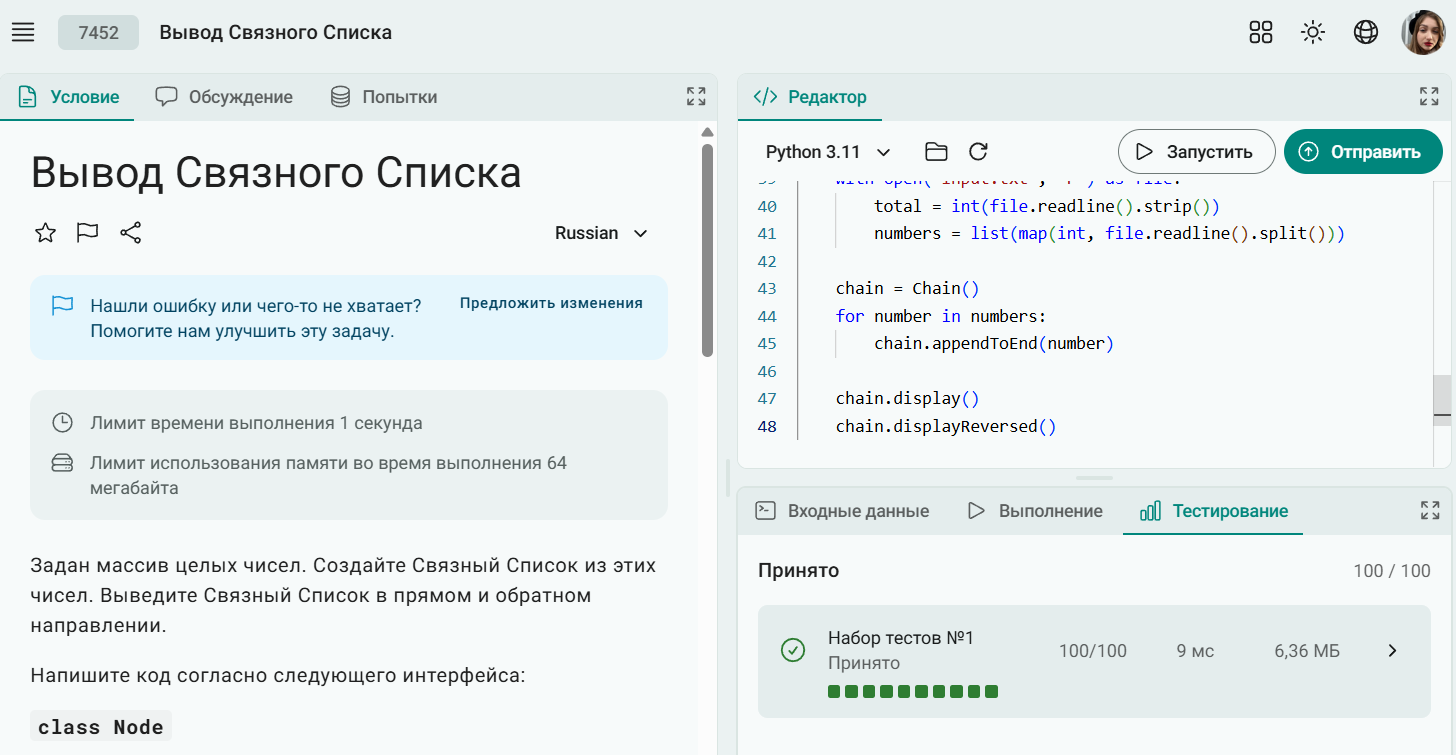 7452 Вывод Связного Списка
Условие Обсуждение Попытки
Вывод Связного Списка
Russian
Нашли ошибку или чего-то не хватает? Предложить изменения
Помогите нам улучшить эту задачу.
Лимит времени выполнения 1 секунда
Лимит использования памяти во время выполнения 64
мегабайта
Задан массив целых чисел. Создайте Связный Список из этих
чисел. Выведите Связный Список в прямом и обратном
направлении.
Напишите код согласно следующего интерфейса:
class Node
Редактор
Python 3.11 Запустить Отправить
40 total = int(file.readline().strip())
41 numbers = list(map(int, file.readline().split()))
42
43 chain = Chain()
44 for number in numbers:
45 chain.appendToEnd(number)
46
47 chain.display()
48 chain.displayReversed()
Входные данные Выполнение Тестирование
Принято 100 / 100
Набор тестов №1
Принято
100/100 9 мс 6,36 МБ